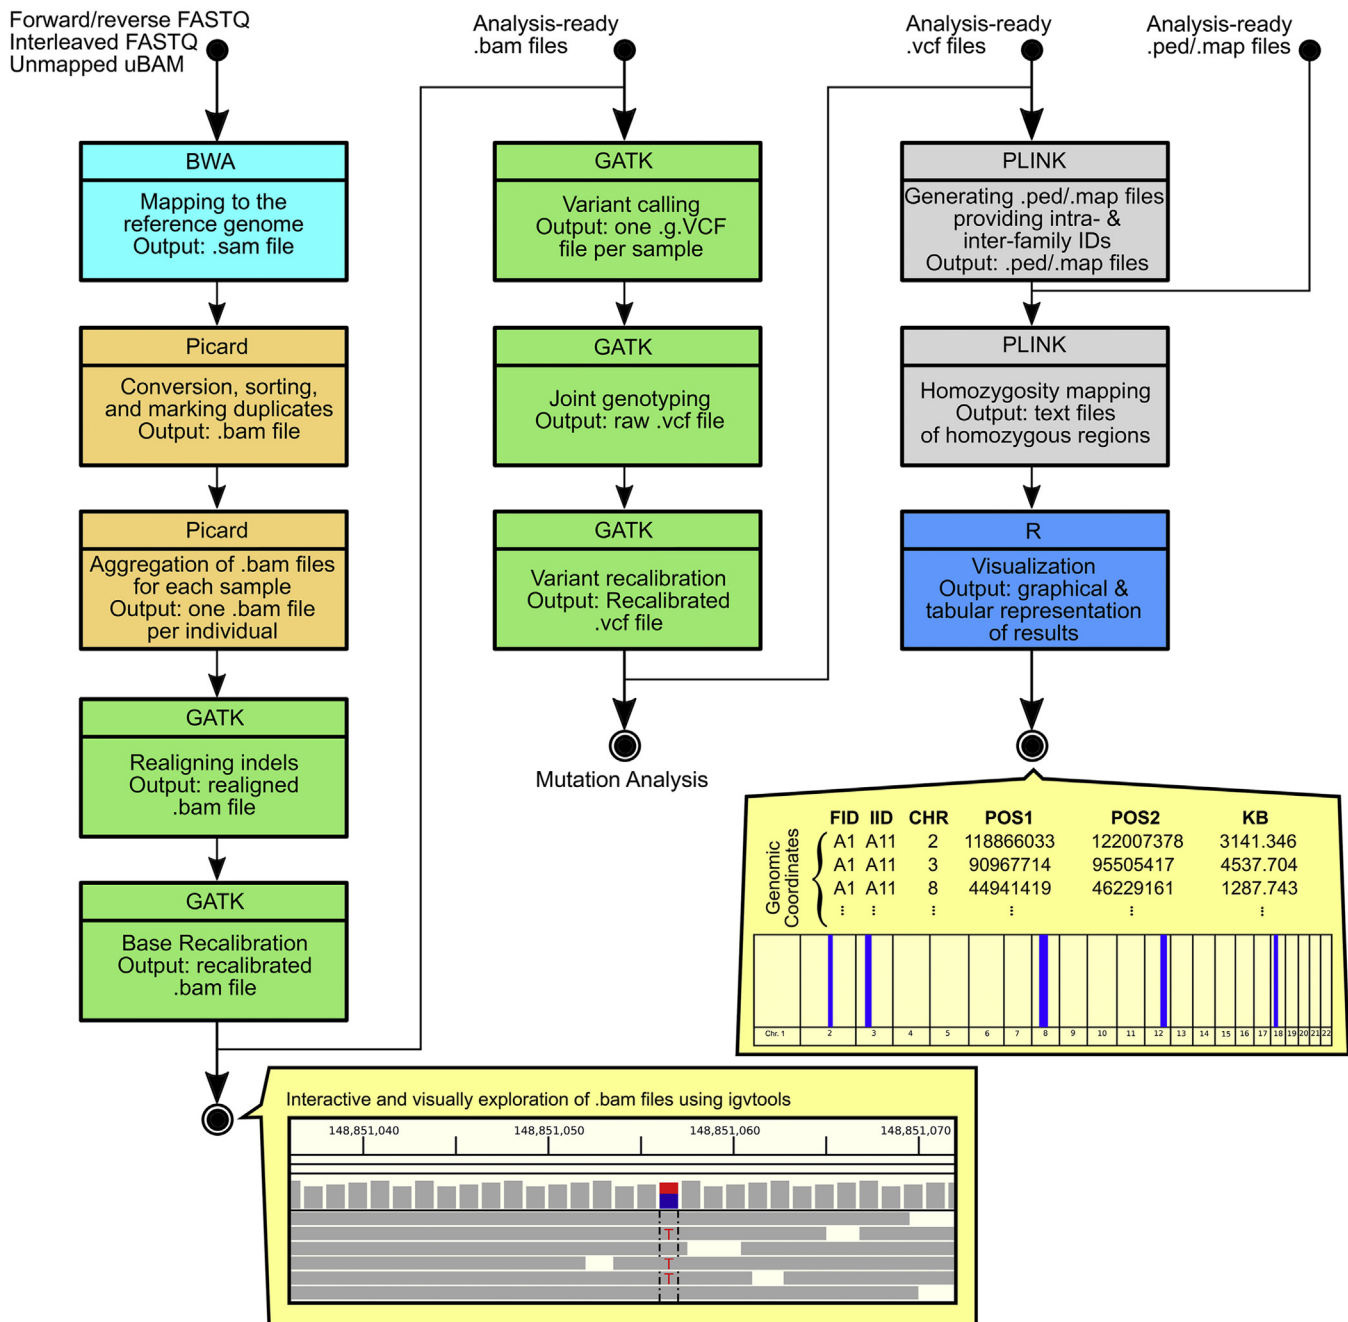 Forward/reverse FASTQ
Interleaved FASTQ
Unmapped uBAM
BWA
Mapping to the
reference genome
Output: .sam file
Picard
Conversion, sorting,
and marking duplicates
Output: .bam file
Picard
Aggregation of .bam files
for each sample
Output: one .bam file
per individual
GATK
Realigning indels
Output: realigned
.bam file
GATK
Base Recalibration
Output: recalibrated
.bam file
Analysis-ready
.bam files
GATK
Variant calling
Output: one .g.VCF
file per sample
GATK
Joint genotyping
Output: raw .vcf file
GATK
Variant recalibration
Output: Recalibrated
.vcf file
Mutation Analysis
Analysis-ready
.vcf files
Analysis-ready
.ped/.map files
PLINK
Generating .ped/.map files
providing intra- &
inter-family IDs
Output: .ped/.map files
PLINK
Homozygosity mapping
Output: text files
of homozygous regions
R
Visualization
Output: graphical &
tabular representation
of results
Genomic
Coordinates
FID IID CHR POS1 POS2 KB
A1 A11 2 118866033 122007378 3141.346
A1 A11 3 90967714 95505417 4537.704
A1 A11 8 44941419 46229161 1287.743
⋮ ⋮ ⋮ ⋮ ⋮ ⋮
Chr. 1 2 3 4 5 6 7 8 9 10 11 12 13 14 15 16 17 18 19 20 21 22
Interactive and visually exploration of .bam files using igvtools
148,851,040 148,851,050 148,851,060 148,851,070
T
T
T